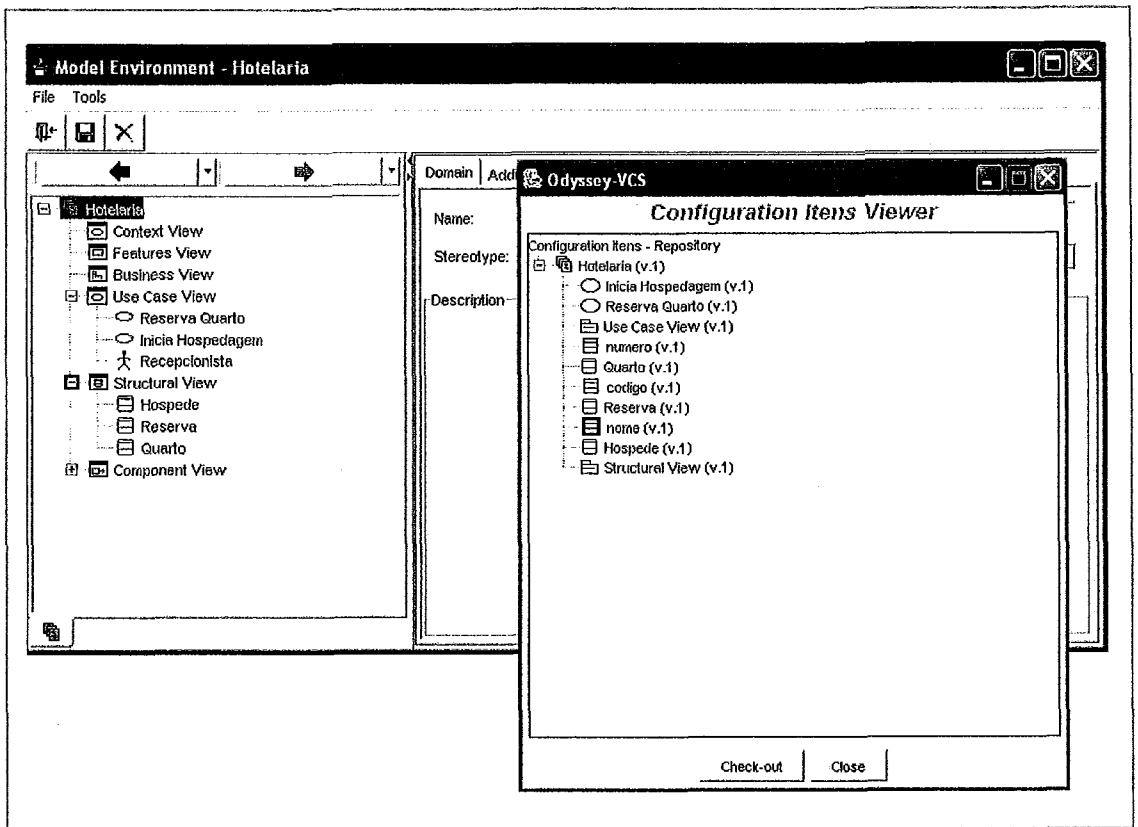 Model Environment - Hotelaria
File Tools
Hotelaria
Context View
Features View
Business View
Use Case View
Reserva Quarto
Inicia Hospedagem
Recepcionista
Structural View
Hospede
Reserva
Quarto
Component View
Domain Addi
Name:
Stereotype:
Description
Odyssey-VCS
Configuration Itens Viewer
Configuration Itens - Repository
Hotelaria (v.1)
Inicia Hospedagem (v.1)
Reserva Quarto (v.1)
Use Case View (v.1)
numero (v.1)
Quarto (v.1)
codigo (v.1)
Reserva (v.1)
nome (v.1)
Hospede (v.1)
Structural View (v.1)
Check-out Close